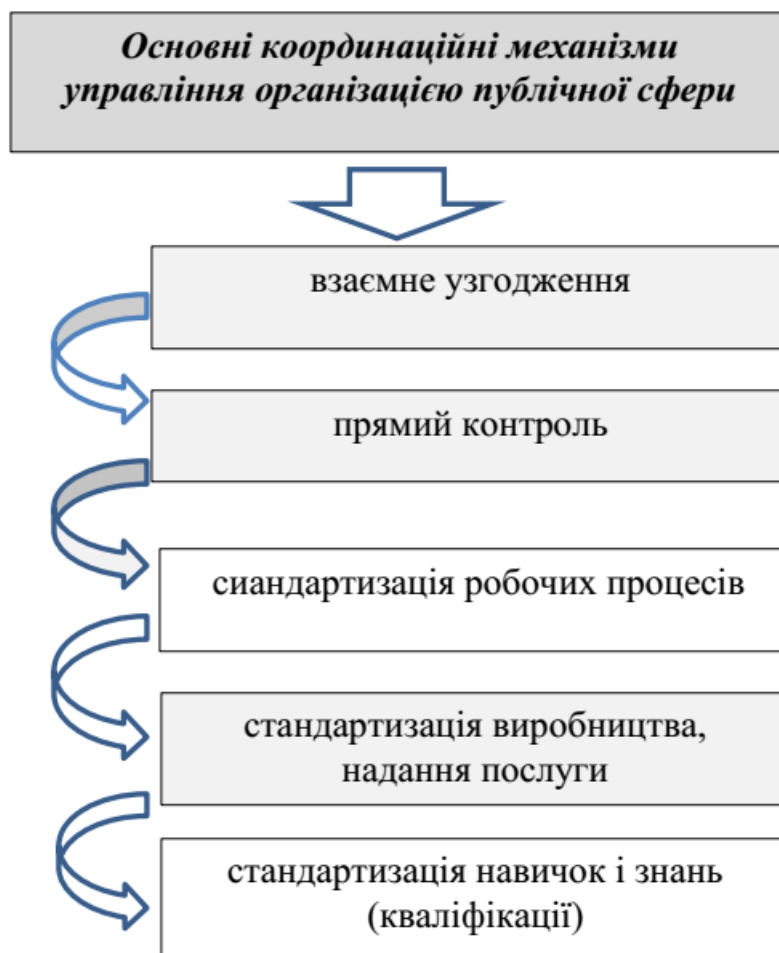 Основні координаційні механізми
управління організацією публічної сфери
взаємне узгодження
прямий контроль
сиандартизація робочих процесів
стандартизація виробництва,
надання послуги
стандартизація навичок і знань
(кваліфікації)